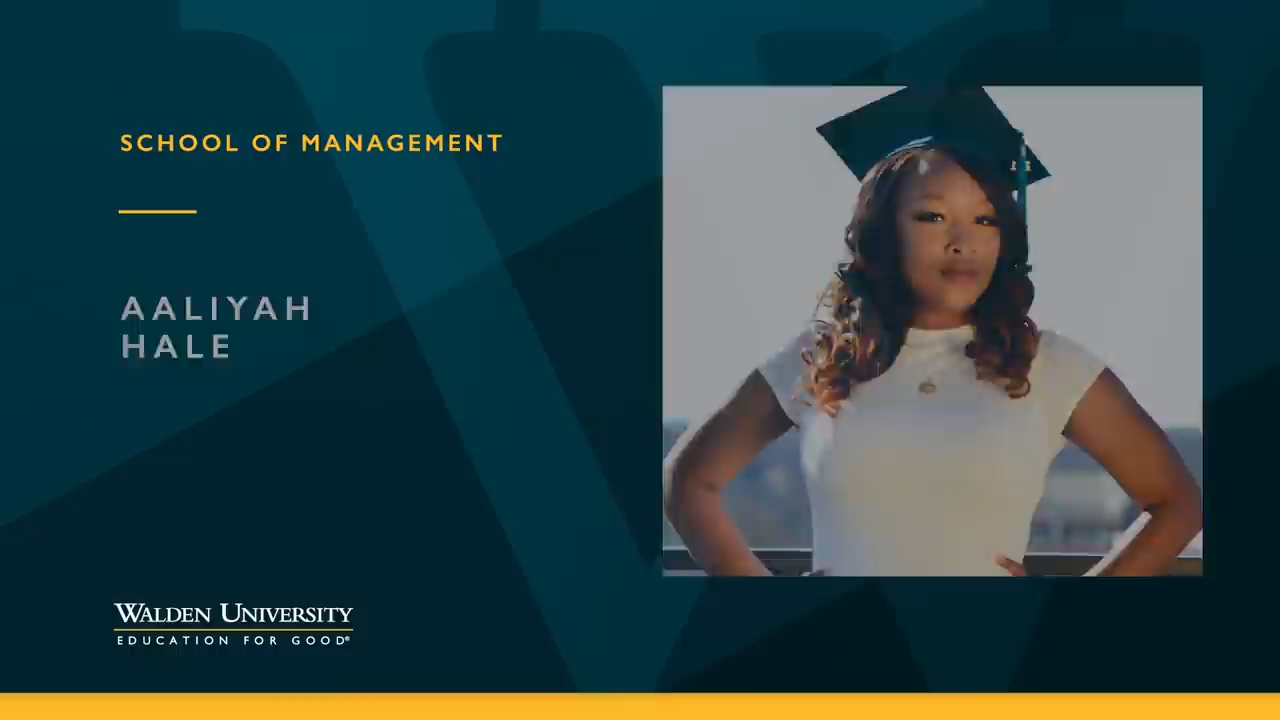 SCHOOL OF MANAGEMENT
AALIYAH
HALE
WALDEN UNIVERSITY
EDUCATION FOR GOOD®